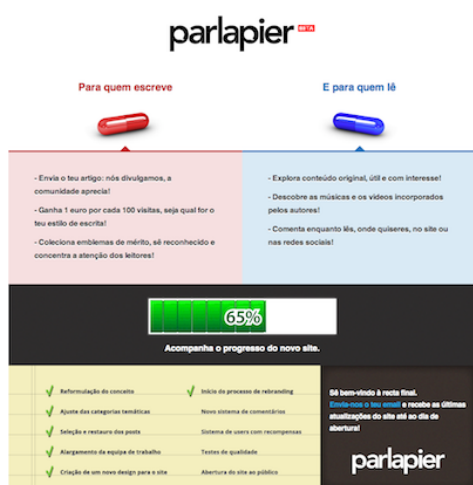 parlapier BETA
Para quem escreve
E para quem lê
- Envia o teu artigo: nós divulgamos, a
comunidade aprecia!
- Ganha 1 euro por cada 100 visitas, seja qual for o
teu estilo de escrita!
- Coleciona emblemas de mérito, sê reconhecido e
concentra a atenção dos leitores!
- Explora conteúdo original, útil e com interesse!
- Descobre as músicas e os vídeos incorporados
pelos autores!
- Comenta enquanto lês, onde quiseres, no site ou
nas redes sociais!
65%
Acompanha o progresso do novo site.
Reformulação do conceito
Ajuste das categorias temáticas
Seleção e restauro dos posts
Alargamento da equipa de trabalho
Criação de um novo design para o site
Início do processo de rebranding
Novo sistema de comentários
Sistema de users com recompensas
Testes de qualidade
Abertura do site ao público
Sê bem-vindo à recta final.
Envia-nos o teu email e recebe as últimas
atualizações do site até ao dia de
abertura!
parlapier